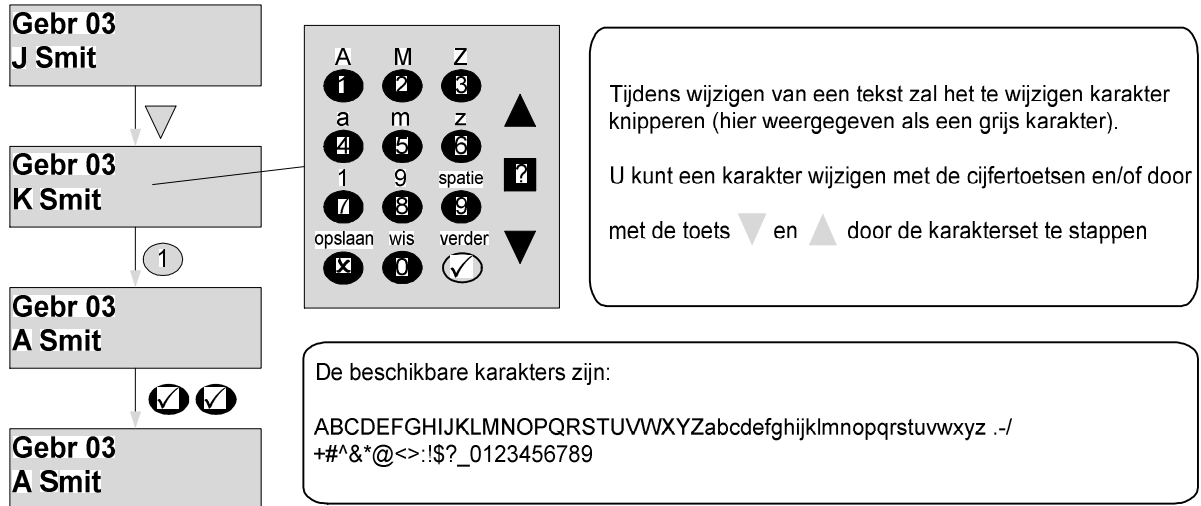 Gebr 03
J Smit
Gebr 03
K Smit
1
Gebr 03
A Smit
Gebr 03
A Smit
A M Z
1 2 3
a m z
4 5 6
?
1 9 spatie
7 8 9
opslaan wis verder
0
Tijdens wijzigen van een tekst zal het te wijzigen karakter
knipperen (hier weergegeven als een grijs karakter).
U kunt een karakter wijzigen met de cijfertoetsen en/of door
met de toets ▼ en ▲ door de karakterset te stappen
De beschikbare karakters zijn:
ABCDEFGHIJKLMNOPQRSTUVWXYZabcdefghijklmnopqrstuvwxyz .-/
+#^&*@<>:!$?_0123456789